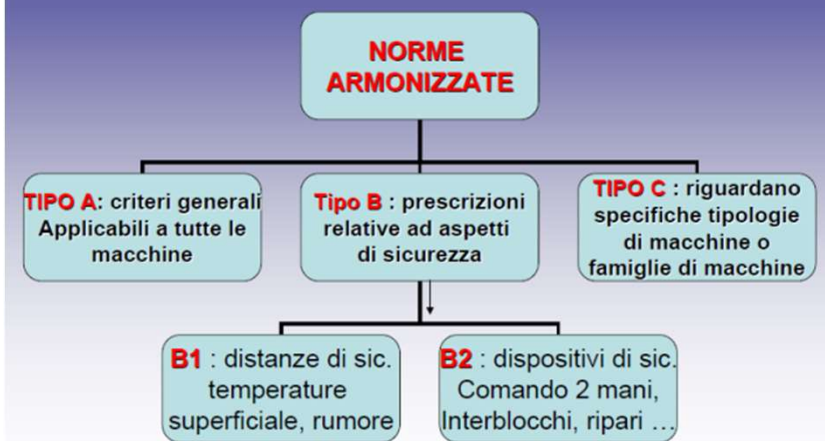 NORME
ARMONIZZATE
TIPO A: criteri generali
Applicabili a tutte le
macchine
Tipo B : prescrizioni
relative ad aspetti
di sicurezza
TIPO C : riguardano
specifiche tipologie
di macchine o
famiglie di macchine
B1 : distanze di sic.
temperature
superficiale, rumore
B2 : dispositivi di sic.
Comando 2 mani,
Interblocchi, ripari ...